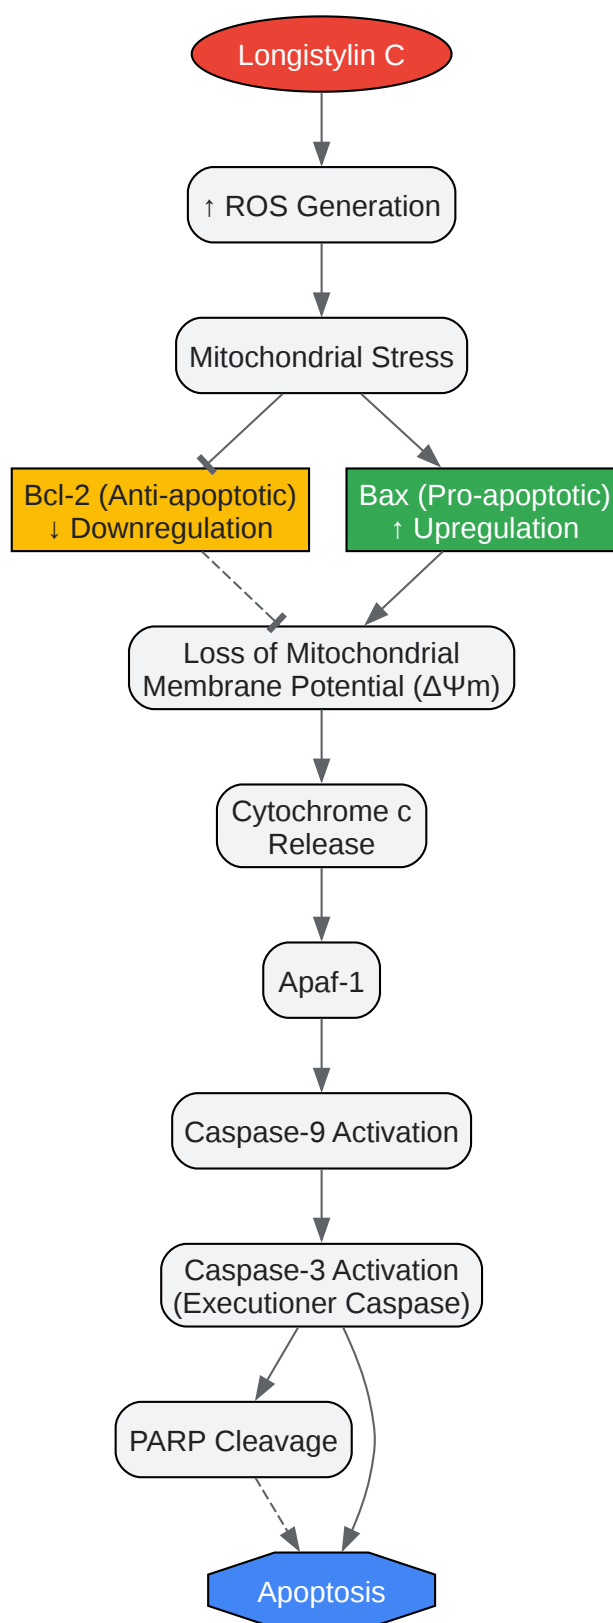 Longistylin C
↑ ROS Generation
Mitochondrial Stress
Bcl-2 (Anti-apoptotic)
↓ Downregulation
Bax (Pro-apoptotic)
↑ Upregulation
Loss of Mitochondrial
Membrane Potential (ΔΨm)
Cytochrome c
Release
Apaf-1
Caspase-9 Activation
Caspase-3 Activation
(Executioner Caspase)
PARP Cleavage
Apoptosis